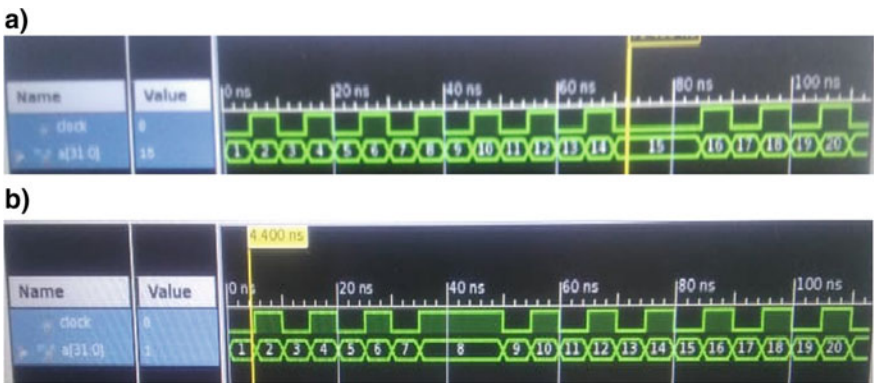 a)
0 ns 20 ns 40 ns 60 ns 80 ns 100 ns
Name Value
clock 0
a[31:0] 15 1 2 3 4 5 6 7 8 9 10 11 12 13 14 15 16 17 18 19 20
b)
4.400 ns
0 ns 20 ns 40 ns 60 ns 80 ns 100 ns
Name Value
clock 0
a[31:0] 1 1 2 3 4 5 6 7 8 9 10 11 12 13 14 15 16 17 18 19 20